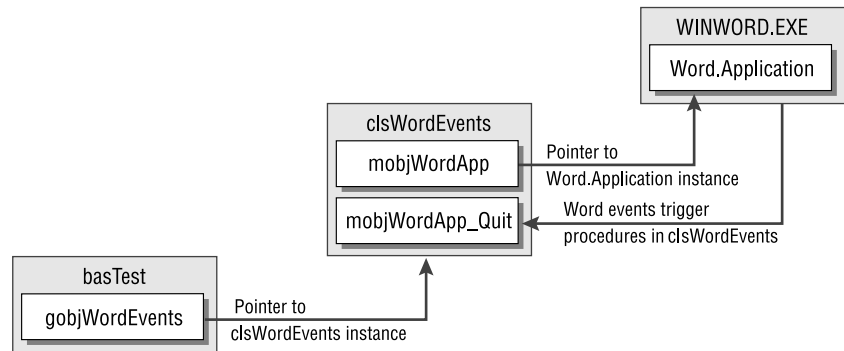 WINWORD.EXE
Word.Application
clsWordEvents
mobjWordApp
Pointer to
Word.Application instance
mobjWordApp_Quit
Word events trigger
procedures in clsWordEvents
basTest
gobjWordEvents
Pointer to
clsWordEvents instance